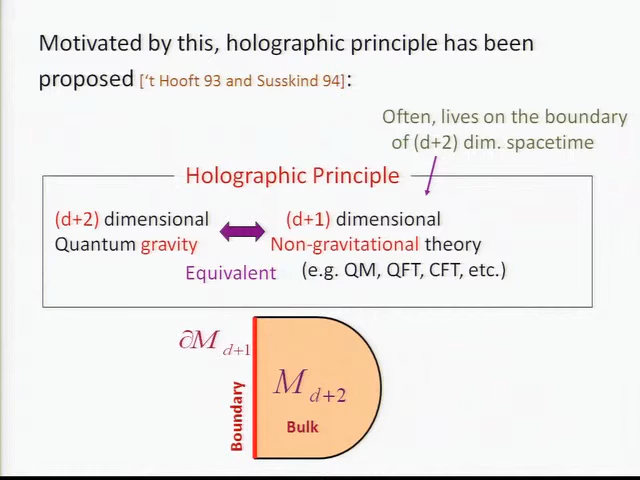 Motivated by this, holographic principle has been
proposed [‘t Hooft 93 and Susskind 94]:
Often, lives on the boundary
of (d+2) dim. spacetime
Holographic Principle
(d+2) dimensional
Quantum gravity
(d+1) dimensional
Non-gravitational theory
Equivalent
(e.g. QM, QFT, CFT, etc.)
∂M d+1
M d+2
Boundary
Bulk